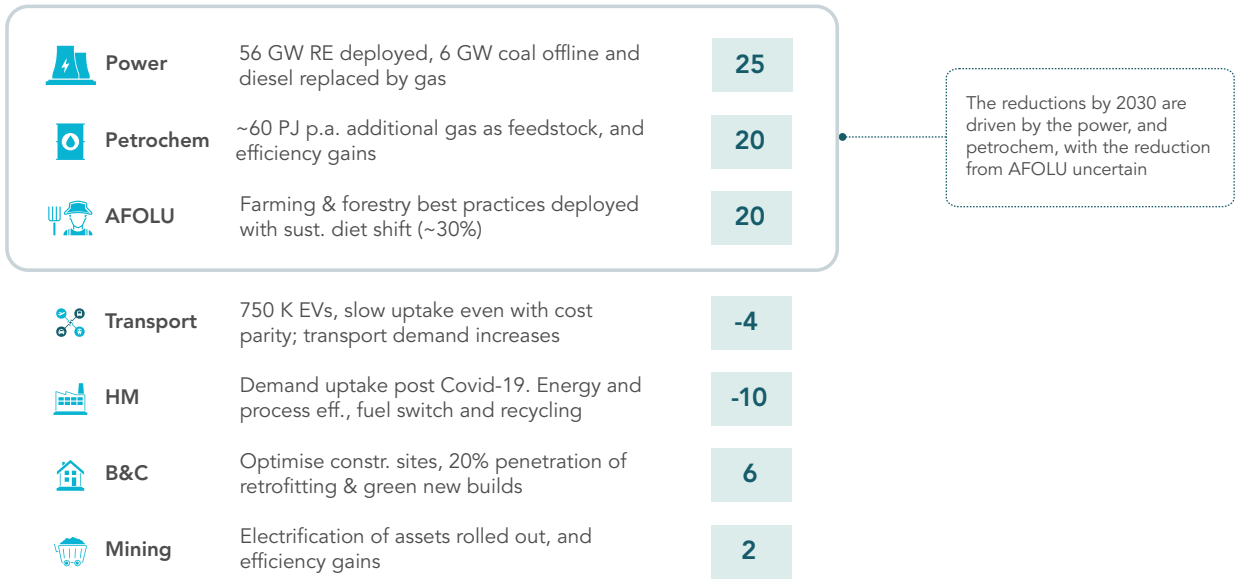 Power
56 GW RE deployed, 6 GW coal offline and
diesel replaced by gas
25
Petrochem
~60 PJ p.a. additional gas as feedstock, and
efficiency gains
20
AFOLU
Farming & forestry best practices deployed
with sust. diet shift (~30%)
20
The reductions by 2030 are
driven by the power, and
petrochem, with the reduction
from AFOLU uncertain
Transport
750 K EVs, slow uptake even with cost
parity; transport demand increases
-4
HM
Demand uptake post Covid-19. Energy and
process eff., fuel switch and recycling
-10
B&C
Optimise constr. sites, 20% penetration of
retrofitting & green new builds
6
Mining
Electrification of assets rolled out, and
efficiency gains
2